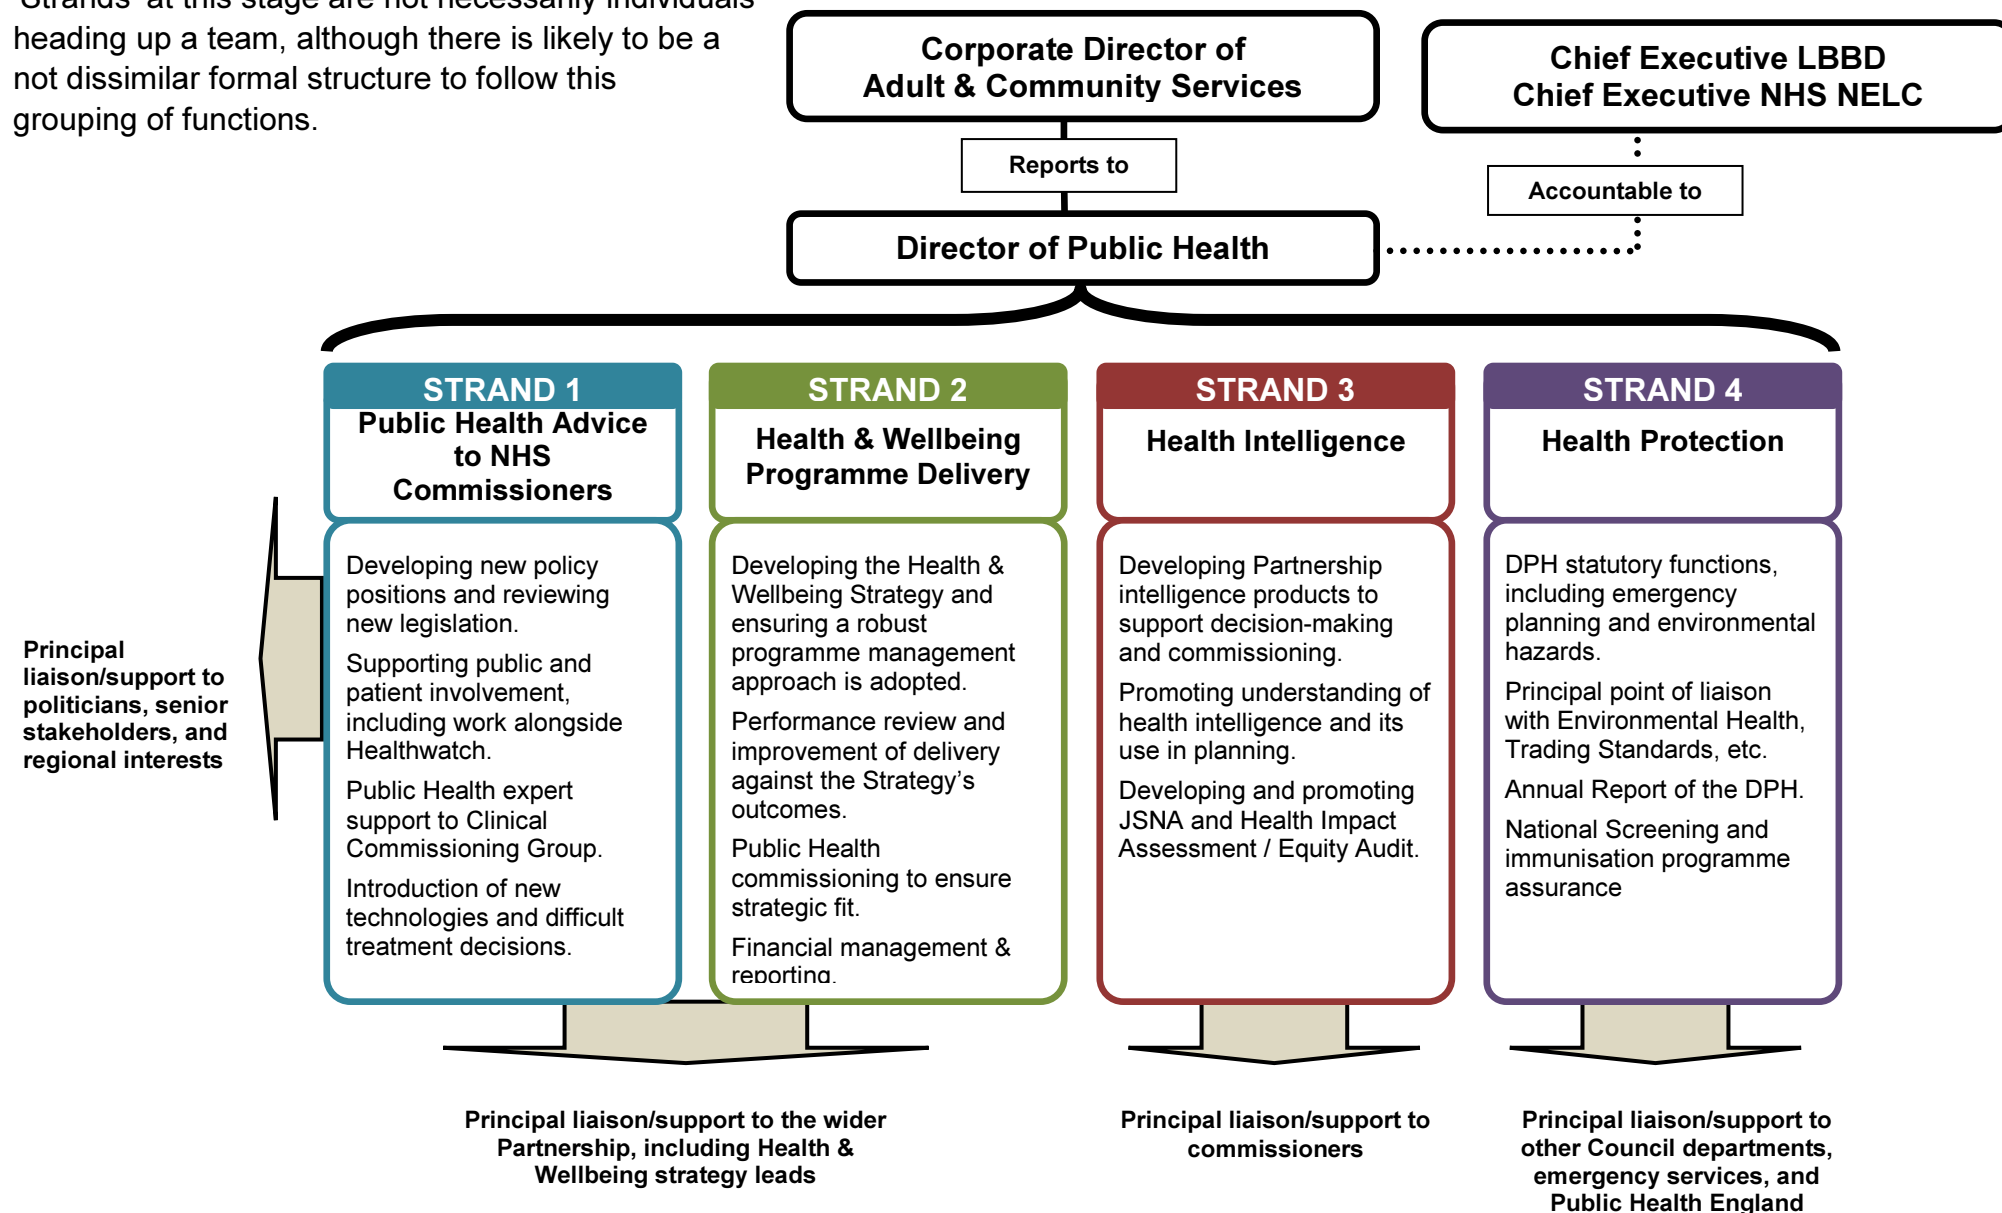 'Strands' at this stage are not necessarily individuals
heading up a team, although there is likely to be a
not dissimilar formal structure to follow this
grouping of functions.
Corporate Director of
Adult & Community Services
Chief Executive LBBD
Chief Executive NHS NELC
Reports to
Accountable to
Director of Public Health
STRAND 1
Public Health Advice
to NHS
Commissioners
Developing new policy
positions and reviewing
new legislation.
Supporting public and
patient involvement,
including work alongside
Healthwatch.
Public Health expert
support to Clinical
Commissioning Group.
Introduction of new
technologies and difficult
treatment decisions.
STRAND 2
Health & Wellbeing
Programme Delivery
Developing the Health &
Wellbeing Strategy and
ensuring a robust
programme management
approach is adopted.
Performance review and
improvement of delivery
against the Strategy's
outcomes.
Public Health
commissioning to ensure
strategic fit.
Financial management &
reporting.
STRAND 3
Health Intelligence
Developing Partnership
intelligence products to
support decision-making
and commissioning.
Promoting understanding of
health intelligence and its
use in planning.
Developing and promoting
JSNA and Health Impact
Assessment / Equity Audit.
STRAND 4
Health Protection
DPH statutory functions,
including emergency
planning and environmental
hazards.
Principal point of liaison
with Environmental Health,
Trading Standards, etc.
Annual Report of the DPH.
National Screening and
immunisation programme
assurance
Principal
liaison/support to
politicians, senior
stakeholders, and
regional interests
Principal liaison/support to the wider
Partnership, including Health &
Wellbeing strategy leads
Principal liaison/support to
commissioners
Principal liaison/support to
other Council departments,
emergency services, and
Public Health England